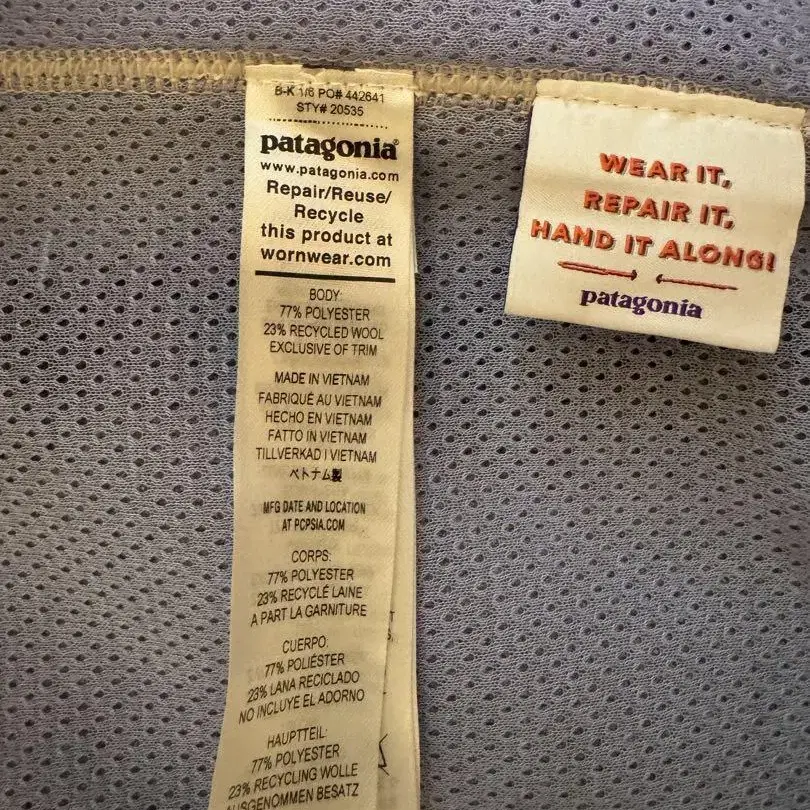 B-K 1/6 PO# 442641
STY# 20535
patagonia®
www.patagonia.com
Repair/Reuse/
Recycle
this product at
wornwear.com
BODY:
77% POLYESTER
23% RECYCLED WOOL
EXCLUSIVE OF TRIM
MADE IN VIETNAM
FABRIQUÉ AU VIETNAM
HECHO EN VIETNAM
FATTO IN VIETNAM
TILLVERKAD I VIETNAM
ベトナム製
MFG DATE AND LOCATION
AT PCPSIA.COM
CORPS:
77% POLYESTER
23% RECYCLÉ LAINE
A PART LA GARNITURE
CUERPO:
77% POLIÉSTER
23% LANA RECICLADO
NO INCLUYE EL ADORNO
HAUPTTEIL:
77% POLYESTER
23% RECYCLING WOLLE
AUSGENOMMEN BESATZ
WEAR IT,
REPAIR IT,
HAND IT ALONG!
patagonia